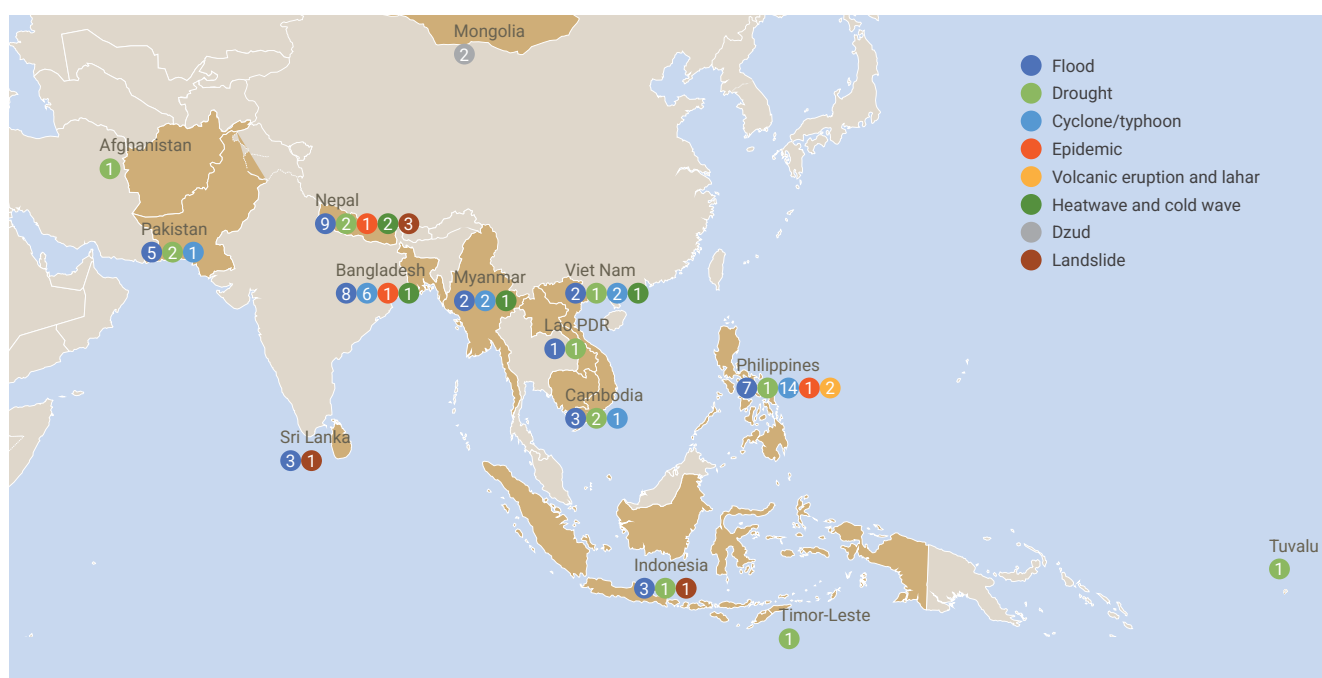 Mongolia
2
Flood
Drought
Cyclone/typhoon
Epidemic
Volcanic eruption and lahar
Heatwave and cold wave
Dzud
Landslide
Afghanistan
1
Nepal
9 2 1 2 3
Pakistan
5 2 1
Bangladesh
8 6 1 1
Myanmar
2 2 1
Viet Nam
2 1 2 1
Lao PDR
1 1
Philippines
7 1 14 1 2
Cambodia
3 2 1
Sri Lanka
3 1
Indonesia
3 1 1
Tuvalu
1
Timor-Leste
1